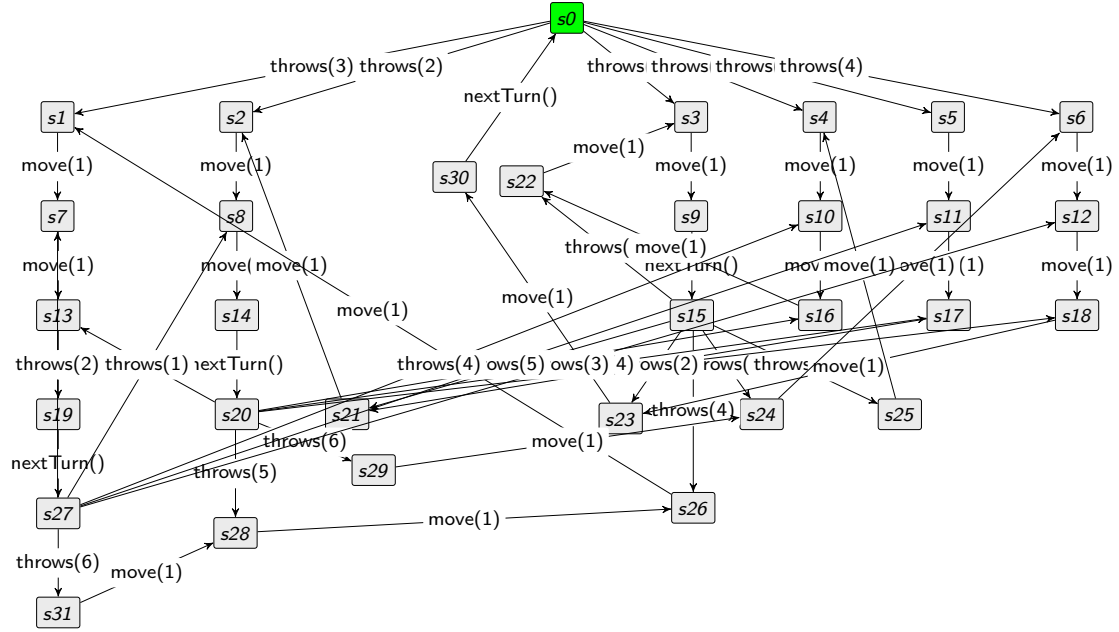 s0
throws(3) throws(2) throws throws throws throws(4)
nextTurn()
s1 s2 s3 s4 s5 s6
move(1)
move(1) move(1) move(1) move(1) move(1) move(1)
s30 s22
s7 s8 s9 s10 s11 s12
throws( move(1)
move(1) move( move(1) nextTurn() move(1) (1) move(1)
move(1)
move(1)
s13 s14 s15 s16 s17 s18
throws(2) throws(1) nextTurn() throws(4) ows(5) ows(3) 4) ows(2) throws move(1)
s19 s20 s21 s23 throws(4) s24 s25
throws(6) move(1)
nextTurn() throws(5) s29
s27 s28 move(1) s26
throws(6) move(1)
s31